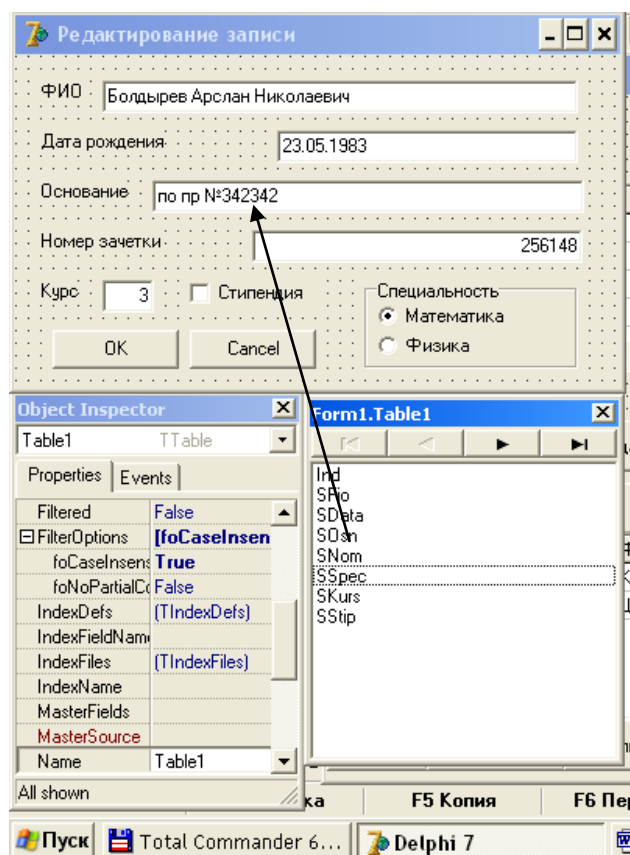 Редактирование записи
ФИО Болдырев Арслан Николаевич
Дата рождения 23.05.1983
Основание по пр №342342
Номер зачетки 256148
Курс 3 Стипендия Специальность
Математика
OK Cancel Физика
Object Inspector
Table1 TTable
Properties Events
Filtered False
FilterOptions [foCaseInsen
foCaseInsens True
foNoPartialCo False
IndexDefs (TIndexDefs)
IndexFieldNam
IndexFiles (TIndexFiles)
IndexName
MasterFields
MasterSource
Name Table1
All shown
Form1.Table1
Ind
SFio
SData
SOsn
SNom
SSpec
SKurs
SStip
ка F5 Копия F6 Пер
Пуск Total Commander 6... Delphi 7